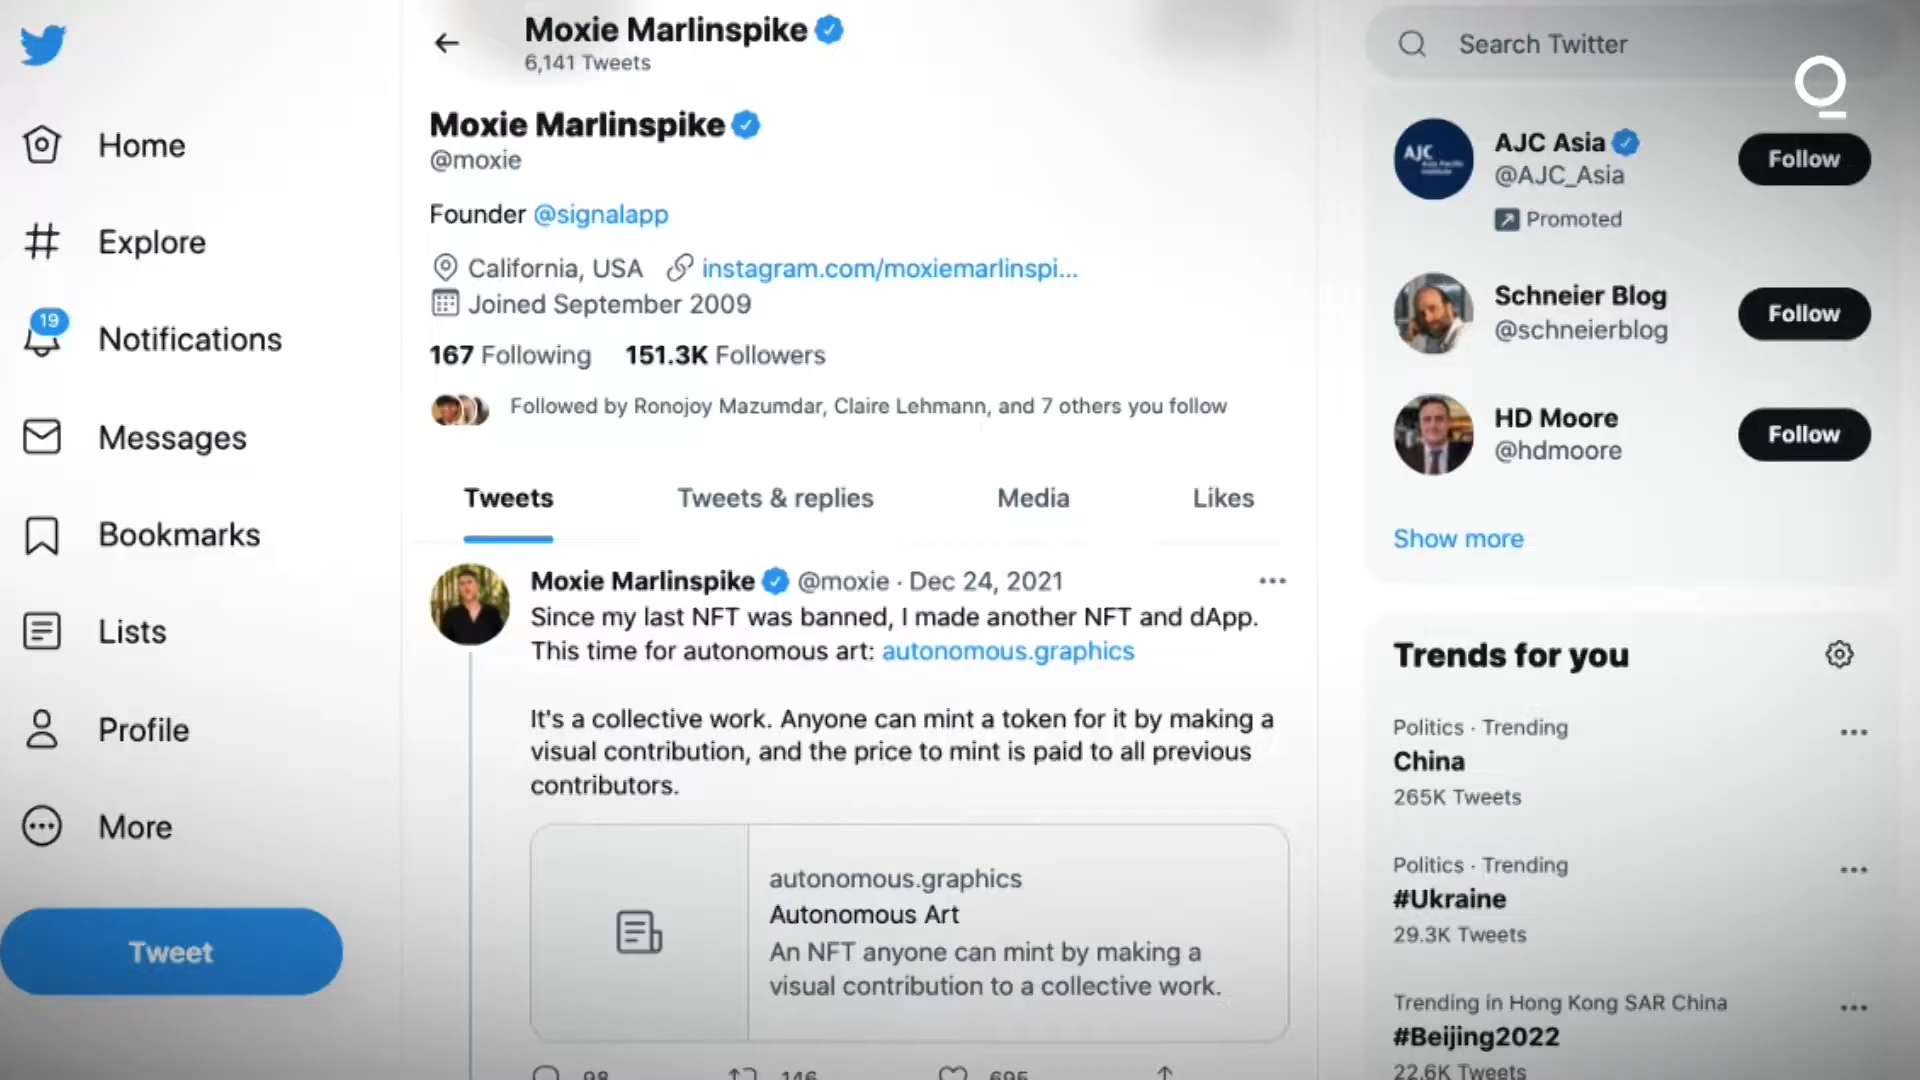 Moxie Marlinspike
6,141 Tweets
Search Twitter
Home
Explore
19
Notifications
Messages
Bookmarks
Lists
Profile
More
Tweet
Moxie Marlinspike
@moxie
Founder @signalapp
California, USA instagram.com/moxiemarlinspi...
Joined September 2009
167 Following 151.3K Followers
Followed by Ronojoy Mazumdar, Claire Lehmann, and 7 others you follow
Tweets Tweets & replies Media Likes
Moxie Marlinspike @moxie · Dec 24, 2021
Since my last NFT was banned, I made another NFT and dApp.
This time for autonomous art: autonomous.graphics
It's a collective work. Anyone can mint a token for it by making a
visual contribution, and the price to mint is paid to all previous
contributors.
autonomous.graphics
Autonomous Art
An NFT anyone can mint by making a
visual contribution to a collective work.
98 146 695
AJC
AJC Asia
@AJC_Asia
Promoted
Follow
Schneier Blog
@schneierblog
Follow
HD Moore
@hdmoore
Follow
Show more
Trends for you
Politics · Trending
China
265K Tweets
Politics · Trending
#Ukraine
29.3K Tweets
Trending in Hong Kong SAR China
#Beijing2022
22.6K Tweets